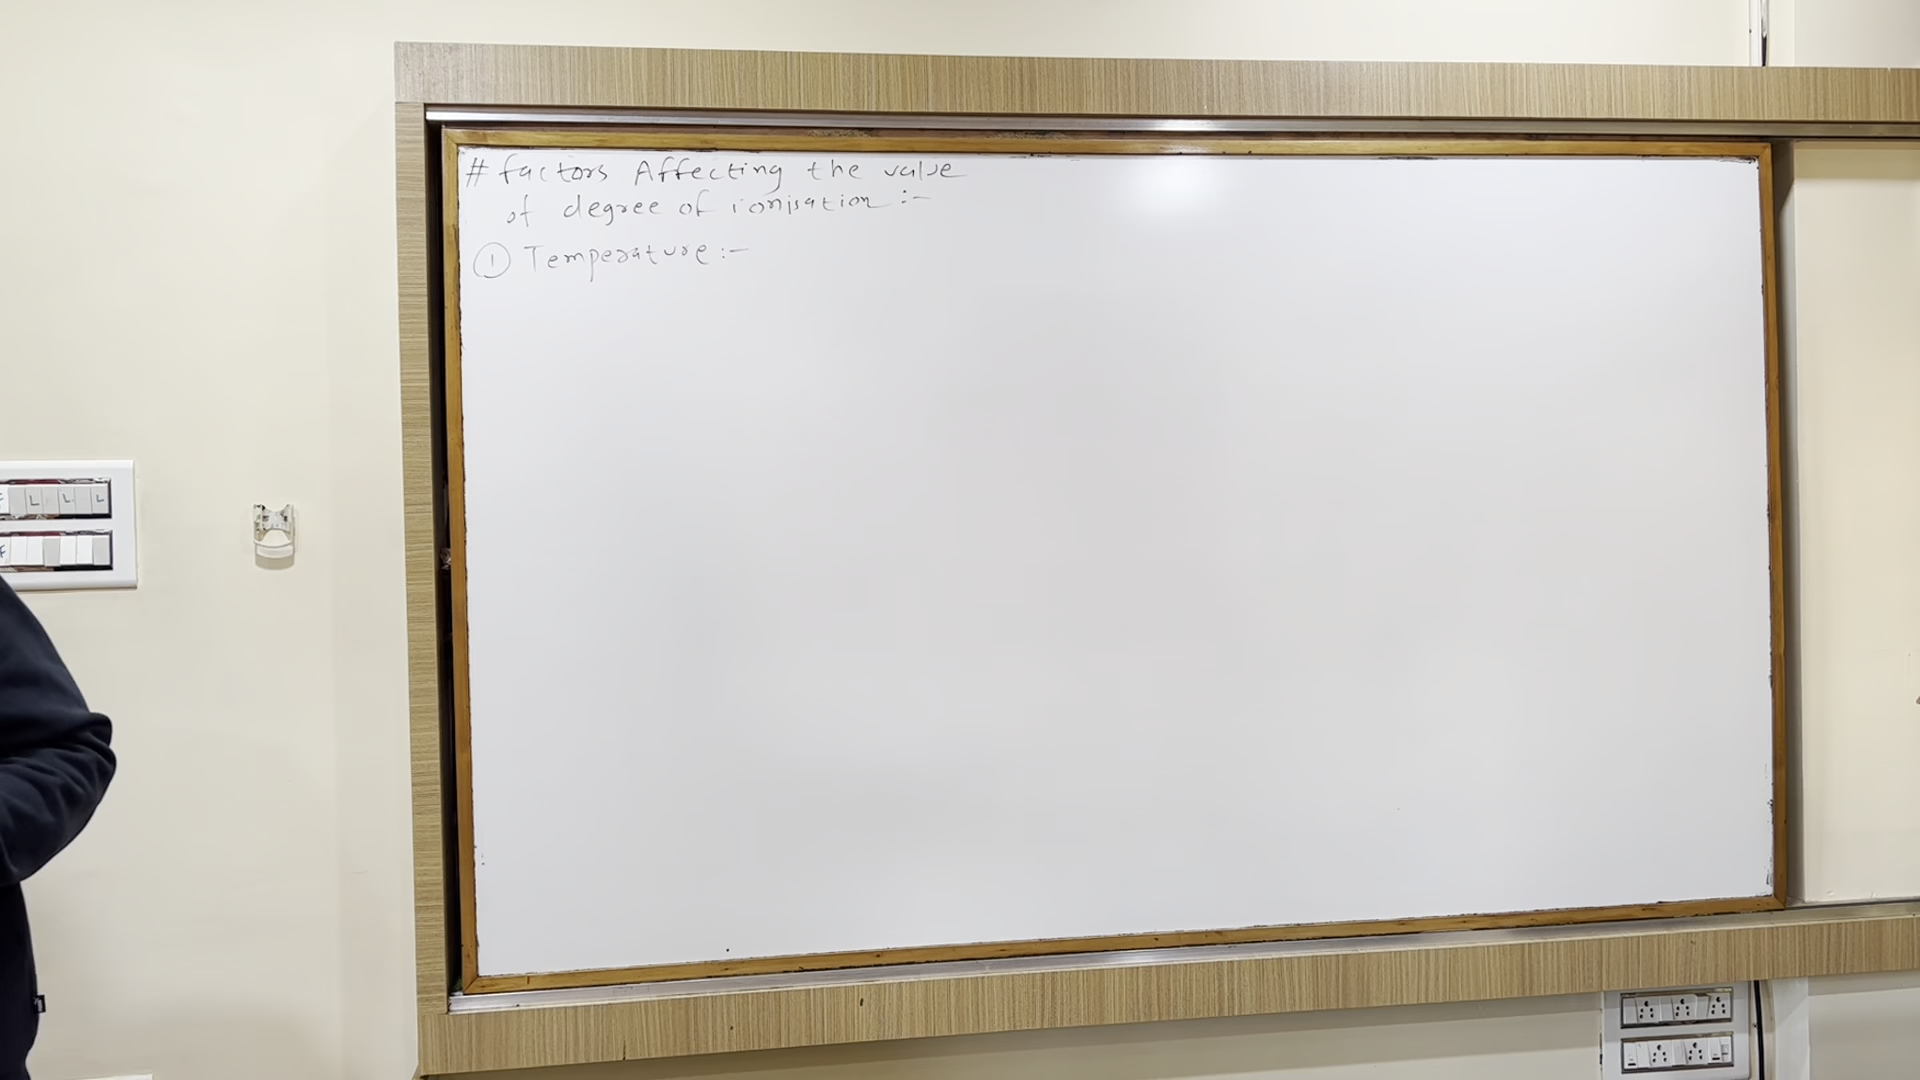 # factors Affecting the value
of degree of ionisation :-
① Temperature :-
L L L
F